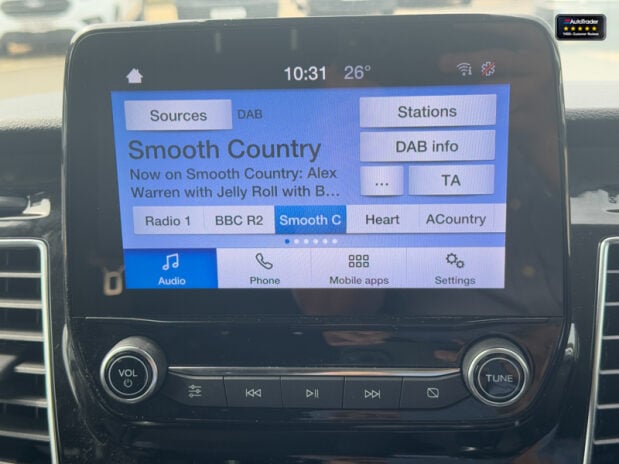 AutoTrader
10:31 26°
Sources DAB Stations
Smooth Country DAB info
Now on Smooth Country: Alex
Warren with Jelly Roll with B...
... TA
Radio 1 BBC R2 Smooth C Heart ACountry
Audio Phone Mobile apps Settings
VOL TUNE